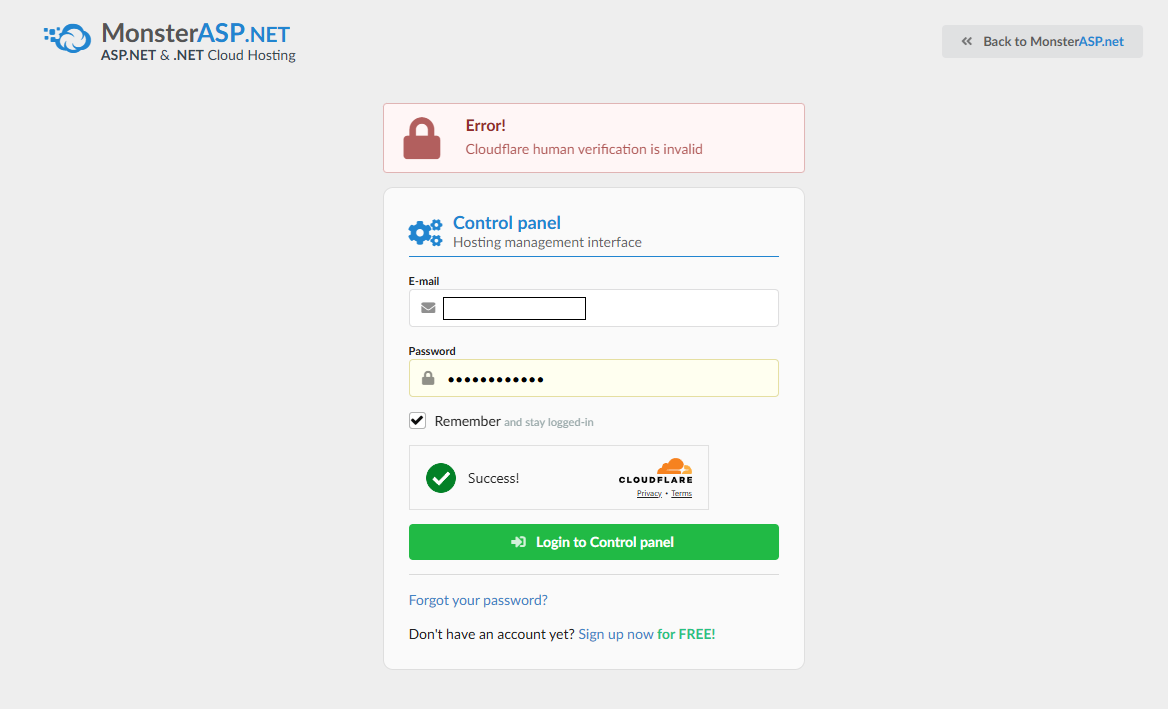 MonsterASP.NET
ASP.NET & .NET Cloud Hosting
Back to MonsterASP.net
Error!
Cloudflare human verification is invalid
Control panel
Hosting management interface
E-mail
Password
Remember and stay logged-in
Success!
CLOUDFLARE
Privacy • Terms
Login to Control panel
Forgot your password?
Don't have an account yet? Sign up now for FREE!